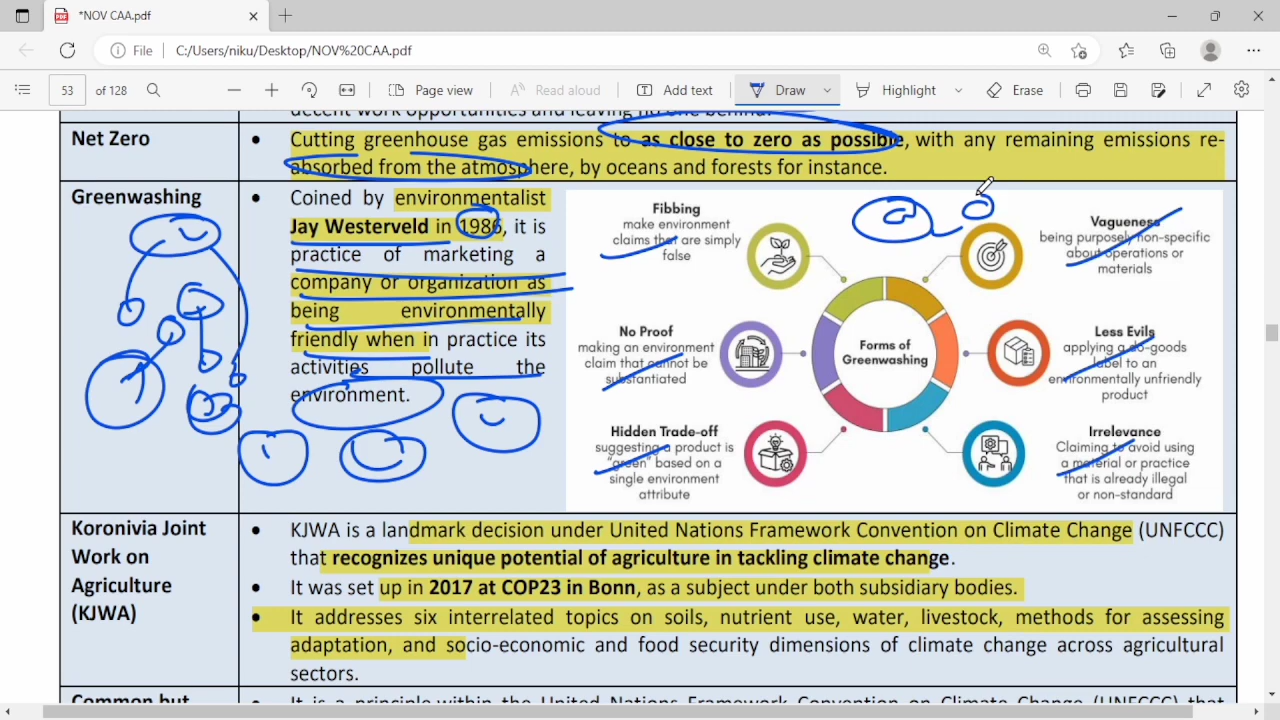 *NOV CAA.pdf
File
C:/Users/niku/Desktop/NOV%20CAA.pdf
53 of 128
Page view
Read aloud
Add text
Draw
Highlight
Erase
decent work opportunities and leaving no one behind.
Net Zero
• Cutting greenhouse gas emissions to as close to zero as possible, with any remaining emissions re-
absorbed from the atmosphere, by oceans and forests for instance.
Greenwashing
• Coined by environmentalist
Jay Westerveld in 1986, it is
practice of marketing a
company or organization as
being environmentally
friendly when in practice its
activities pollute the
environment.
Fibbing
make environment
claims that are simply
false
Vagueness
being purposely non-specific
about operations or
materials
No Proof
making an environment
claim that cannot be
substantiated
Forms of
Greenwashing
Less Evils
applying a do-goods
label to an
environmentally unfriendly
product
Hidden Trade-off
suggesting a product is
“green” based on a
single environment
attribute
Irrelevance
Claiming to avoid using
a material or practice
that is already illegal
or non-standard
Koronivia Joint
Work on
Agriculture
(KJWA)
• KJWA is a landmark decision under United Nations Framework Convention on Climate Change (UNFCCC)
that recognizes unique potential of agriculture in tackling climate change.
• It was set up in 2017 at COP23 in Bonn, as a subject under both subsidiary bodies.
• It addresses six interrelated topics on soils, nutrient use, water, livestock, methods for assessing
adaptation, and socio-economic and food security dimensions of climate change across agricultural
sectors.
Common but
• It is a principle within the United Nations Framework Convention on Climate Change (UNFCCC) that